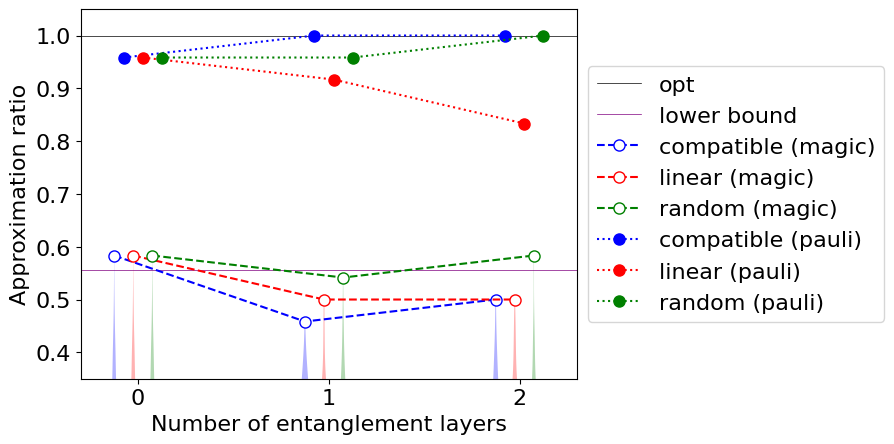 1.0
0.9
0.8
0.7
0.6
0.5
0.4
Approximation ratio
0 1 2
Number of entanglement layers
opt
lower bound
compatible (magic)
linear (magic)
random (magic)
compatible (pauli)
linear (pauli)
random (pauli)